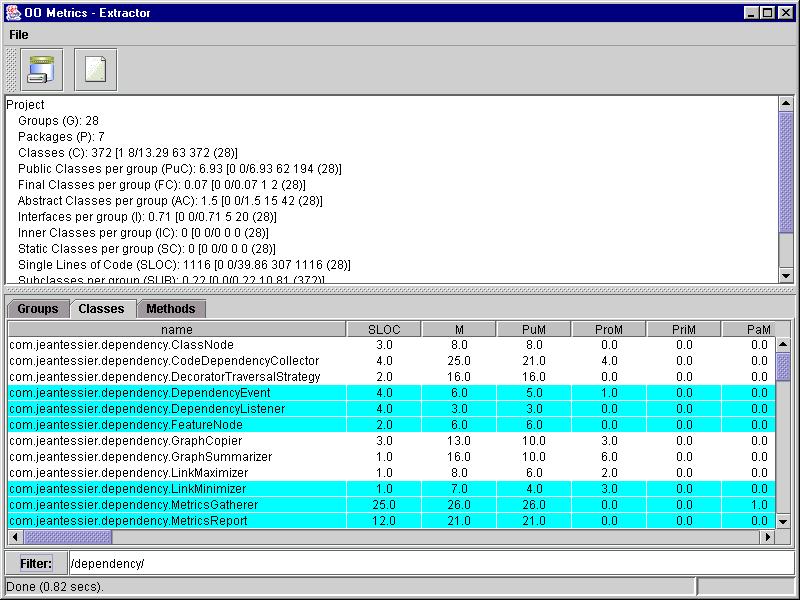 OO Metrics - Extractor
File
Project
Groups (G): 28
Packages (P): 7
Classes (C): 372 [1 8/13.29 63 372 (28)]
Public Classes per group (PuC): 6.93 [0 0/6.93 62 194 (28)]
Final Classes per group (FC): 0.07 [0 0/0.07 1 2 (28)]
Abstract Classes per group (AC): 1.5 [0 0/1.5 15 42 (28)]
Interfaces per group (I): 0.71 [0 0/0.71 5 20 (28)]
Inner Classes per group (IC): 0 [0 0/0 0 0 (28)]
Static Classes per group (SC): 0 [0 0/0 0 0 (28)]
Single Lines of Code (SLOC): 1116 [0 0/39.86 307 1116 (28)]
Subclasses per group (SUB): 0.22 [0 0/0.22 10 81 (372)]
Groups Classes Methods
name SLOC M PuM ProM PriM PaM
com.jeantessier.dependency.ClassNode 3.0 8.0 8.0 0.0 0.0 0.0
com.jeantessier.dependency.CodeDependencyCollector 4.0 25.0 21.0 4.0 0.0 0.0
com.jeantessier.dependency.DecoratorTraversalStrategy 2.0 16.0 16.0 0.0 0.0 0.0
com.jeantessier.dependency.DependencyEvent 4.0 6.0 5.0 1.0 0.0 0.0
com.jeantessier.dependency.DependencyListener 4.0 3.0 3.0 0.0 0.0 0.0
com.jeantessier.dependency.FeatureNode 2.0 6.0 6.0 0.0 0.0 0.0
com.jeantessier.dependency.GraphCopier 3.0 13.0 10.0 3.0 0.0 0.0
com.jeantessier.dependency.GraphSummarizer 1.0 16.0 10.0 6.0 0.0 0.0
com.jeantessier.dependency.LinkMaximizer 1.0 8.0 6.0 2.0 0.0 0.0
com.jeantessier.dependency.LinkMinimizer 1.0 7.0 4.0 3.0 0.0 0.0
com.jeantessier.dependency.MetricsGatherer 25.0 26.0 26.0 0.0 0.0 1.0
com.jeantessier.dependency.MetricsReport 12.0 21.0 21.0 0.0 0.0 0.0
Filter: /dependency/
Done (0.82 secs).